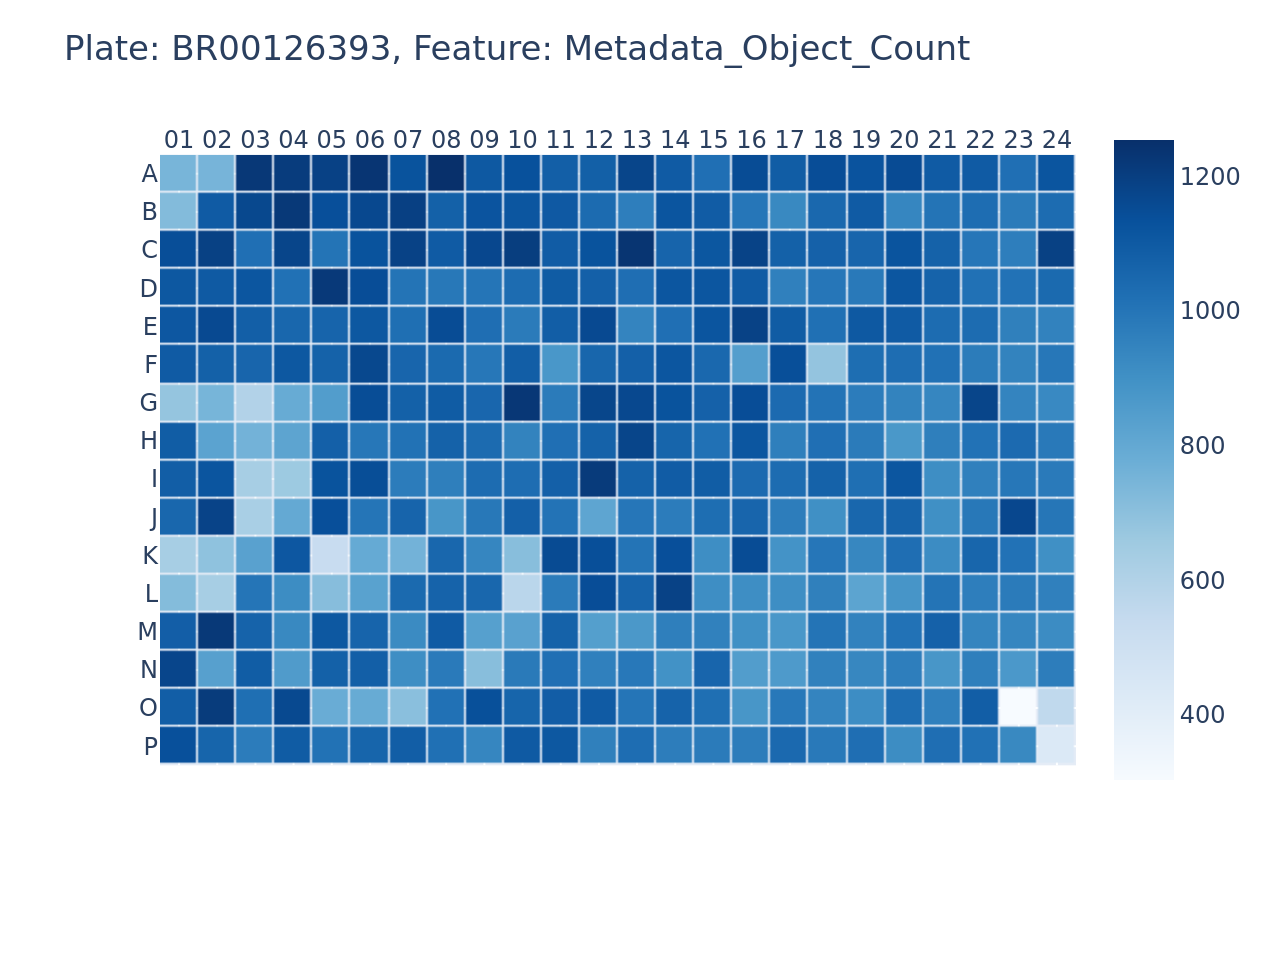 Plate: BR00126393, Feature: Metadata_Object_Count
01 02 03 04 05 06 07 08 09 10 11 12 13 14 15 16 17 18 19 20 21 22 23 24
A
B
C
D
E
F
G
H
I
J
K
L
M
N
O
P
1200
1000
800
600
400